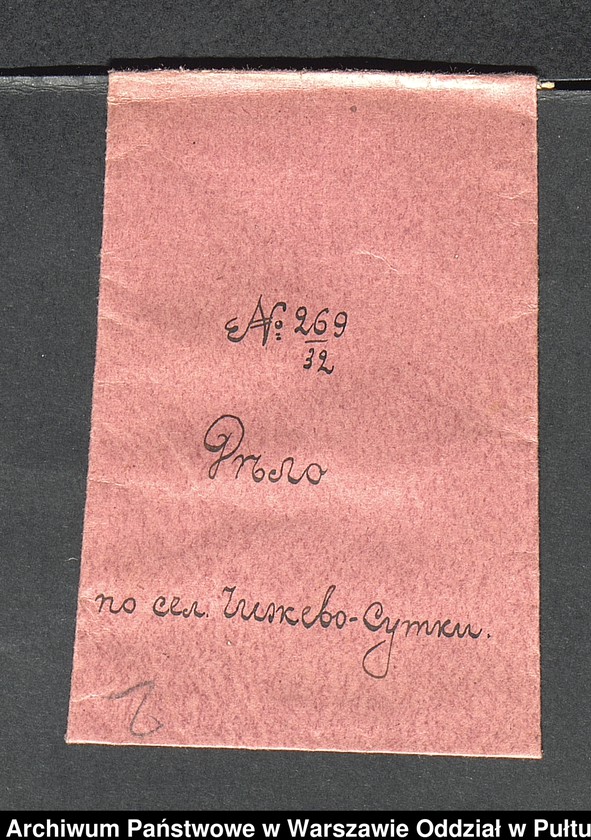 № 269
32
Дѣло
по сел. Чижево-Сутки.
Archiwum Państwowe w Warszawie Oddział w Pułtu